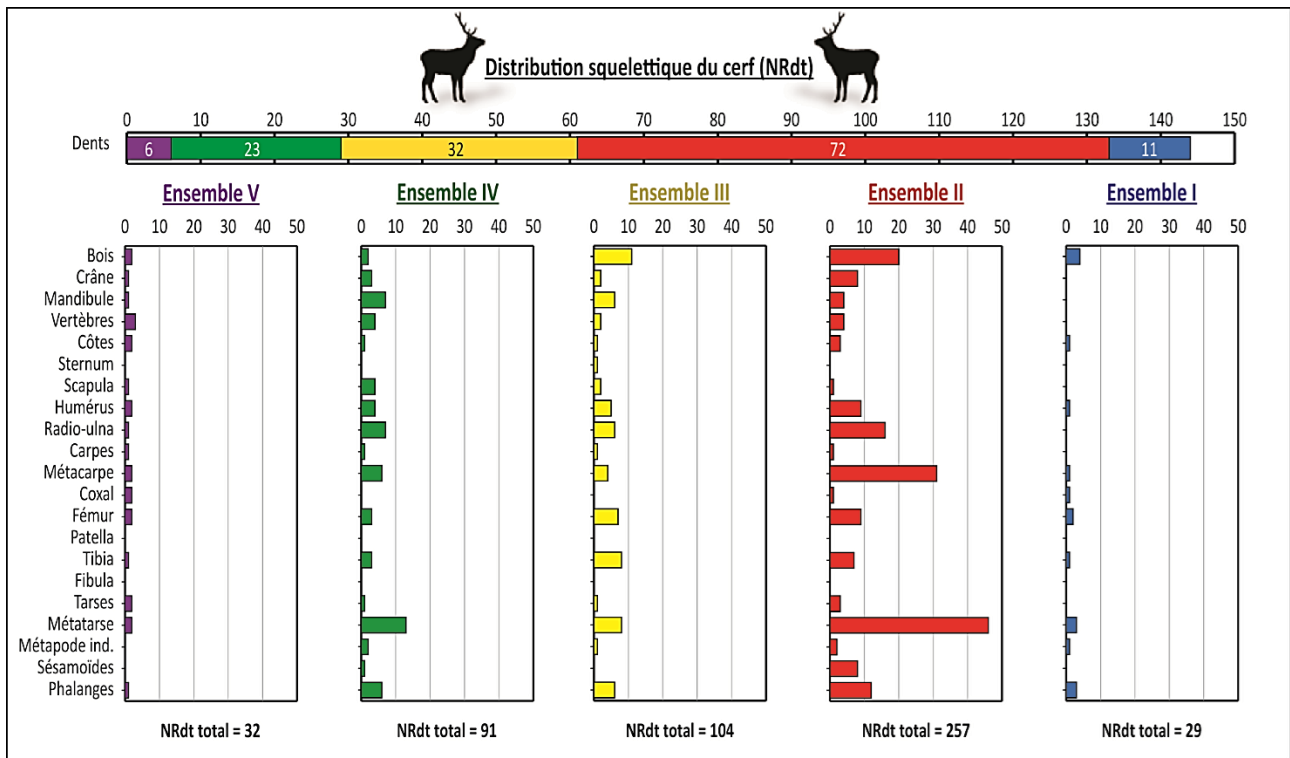 Distribution squelettique du cerf (NRdt)
0 10 20 30 40 50 60 70 80 90 100 110 120 130 140 150
Dents 6 23 32 72 11
Ensemble V Ensemble IV Ensemble III Ensemble II Ensemble I
0 10 20 30 40 50 0 10 20 30 40 50 0 10 20 30 40 50 0 10 20 30 40 50 0 10 20 30 40 50
Bois
Crâne
Mandibule
Vertèbres
Côtes
Sternum
Scapula
Humérus
Radio-ulna
Carpes
Métacarpe
Coxal
Fémur
Patella
Tibia
Fibula
Tarses
Métatarse
Métapode ind.
Sésamoïdes
Phalanges
NRdt total = 32 NRdt total = 91 NRdt total = 104 NRdt total = 257 NRdt total = 29